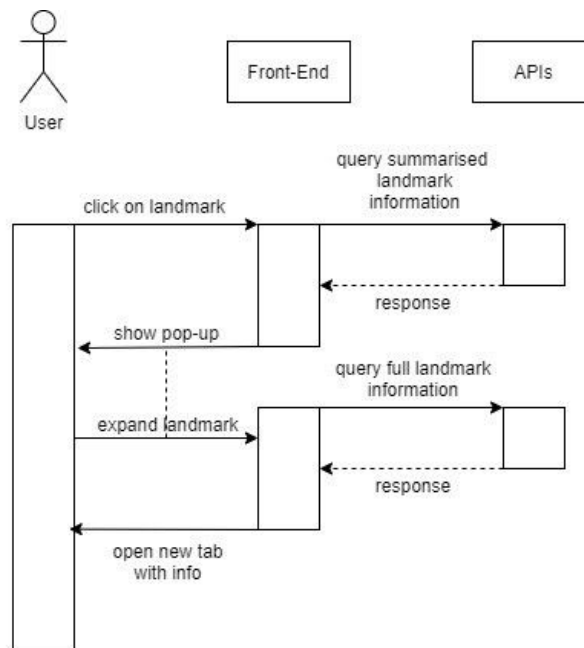 User
Front-End
APIs
click on landmark
query summarised
landmark
information
response
show pop-up
query full landmark
information
expand landmark
response
open new tab
with info